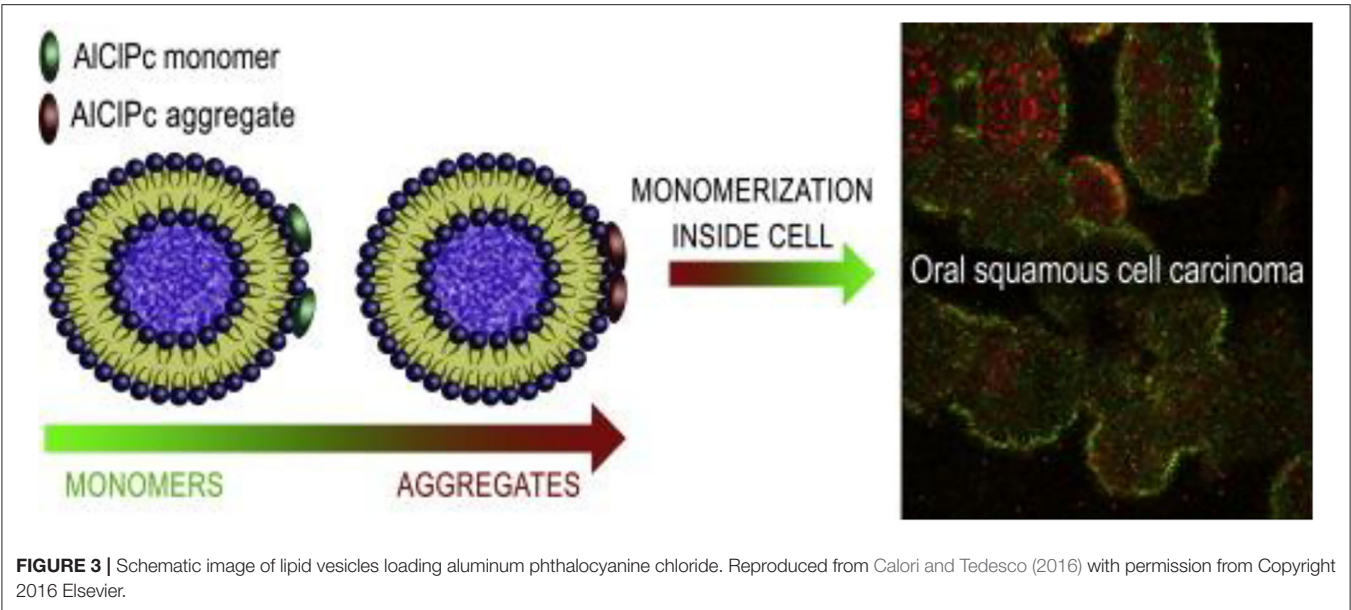 AlClPc monomer
AlClPc aggregate
MONOMERIZATION
INSIDE CELL
Oral squamous cell carcinoma
MONOMERS
AGGREGATES
FIGURE 3 | Schematic image of lipid vesicles loading aluminum phthalocyanine chloride. Reproduced from Calori and Tedesco (2016) with permission from Copyright
2016 Elsevier.